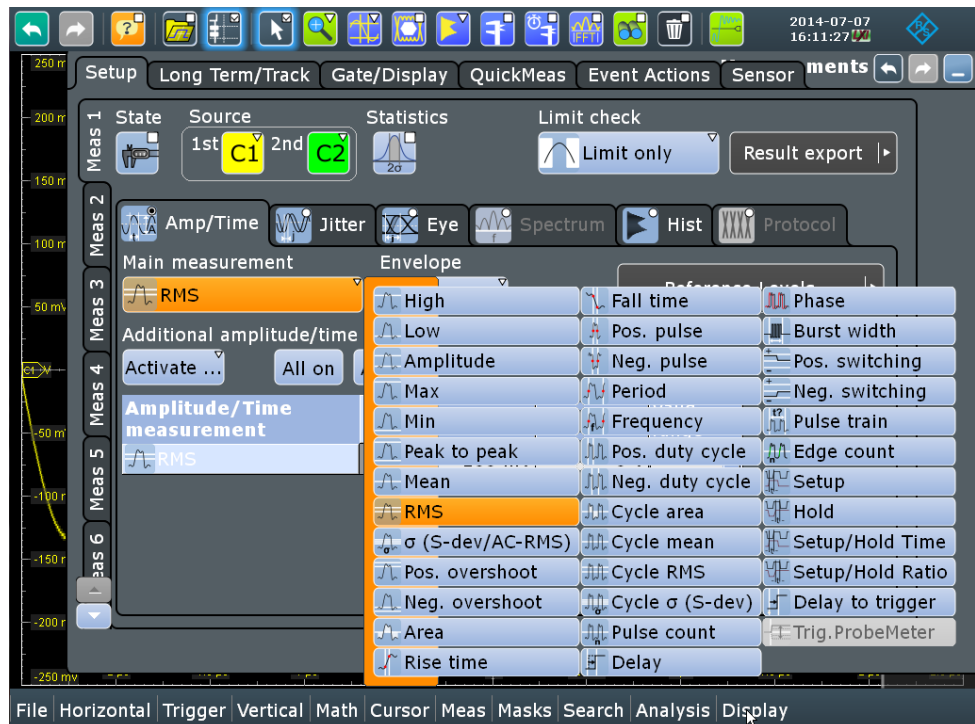 2014-07-07
16:11:27
Setup Long Term/Track Gate/Display QuickMeas Event Actions Sensor ments
250 m
200 m
150 m
100 m
50 mV
C1
-50 m
-100 m
-150 m
-200 m
-250 mV
Meas 1
Meas 2
Meas 3
Meas 4
Meas 5
eas 6
State Source Statistics Limit check
1st C1 2nd C2 2σ Limit only Result export
Amp/Time Jitter Eye Spectrum Hist Protocol
Main measurement Envelope
RMS
Additional amplitude/time
Activate ... All on
Amplitude/Time
measurement
RMS
High Fall time Phase
Low Pos. pulse Burst width
Amplitude Neg. pulse Pos. switching
Max Period Neg. switching
Min Frequency Pulse train
Peak to peak Pos. duty cycle Edge count
Mean Neg. duty cycle Setup
RMS Cycle area Hold
σ (S-dev/AC-RMS) Cycle mean Setup/Hold Time
Pos. overshoot Cycle RMS Setup/Hold Ratio
Neg. overshoot Cycle σ (S-dev) Delay to trigger
Area Pulse count Trig.ProbeMeter
Rise time Delay
File Horizontal Trigger Vertical Math Cursor Meas Masks Search Analysis Display